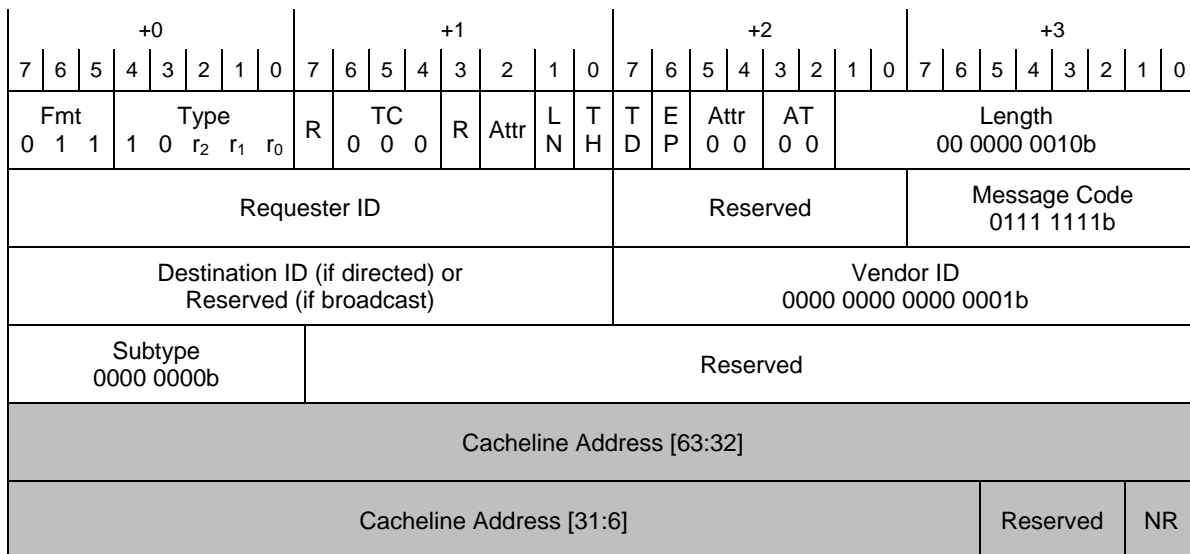 +0 +1 +2 +3
7 6 5 4 3 2 1 0 7 6 5 4 3 2 1 0 7 6 5 4 3 2 1 0 7 6 5 4 3 2 1 0
Fmt
0 1 1
Type
1 0 r₂ r₁ r₀
R
TC
0 0 0
R
Attr
L
N
T
H
T
D
E
P
Attr
0 0
AT
0 0
Length
00 0000 0010b
Requester ID
Reserved
Message Code
0111 1111b
Destination ID (if directed) or
Reserved (if broadcast)
Vendor ID
0000 0000 0000 0001b
Subtype
0000 0000b
Reserved
Cacheline Address [63:32]
Cacheline Address [31:6]
Reserved
NR